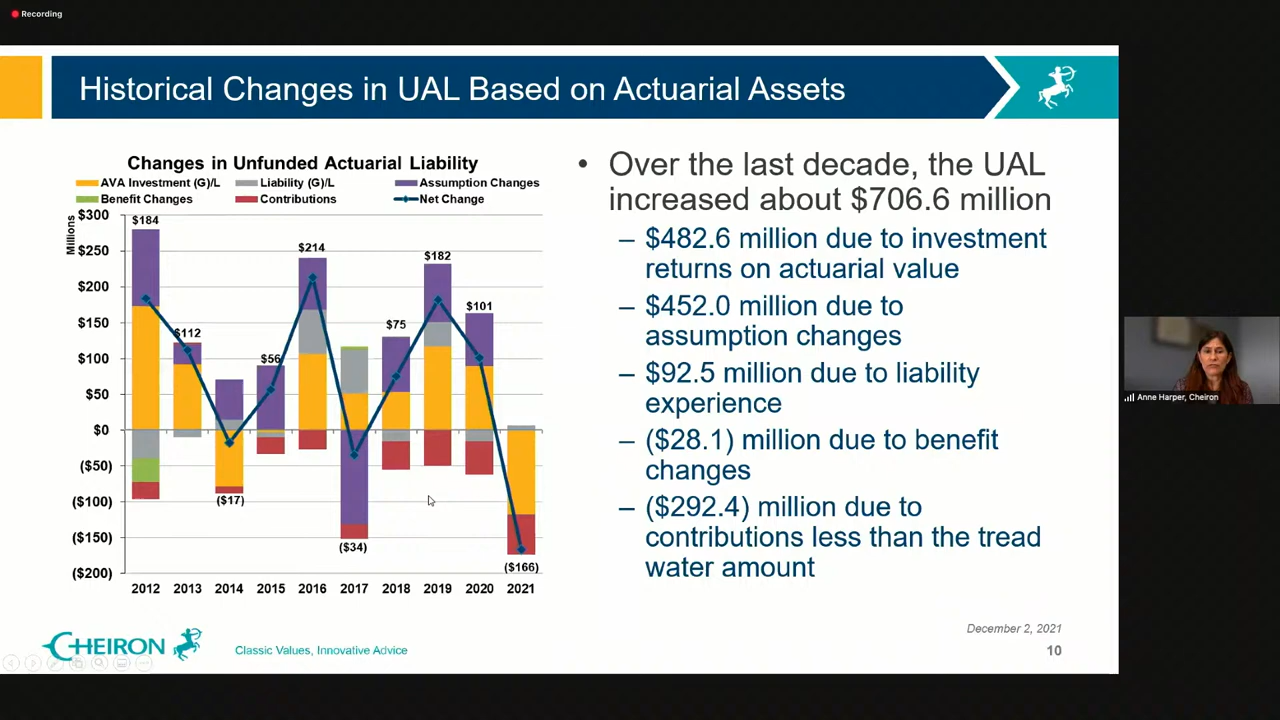 Recording
Historical Changes in UAL Based on Actuarial Assets
Changes in Unfunded Actuarial Liability
AVA Investment (G)/L Liability (G)/L Assumption Changes
Benefit Changes Contributions Net Change
Millions
$300
$250
$200
$150
$100
$50
$0
($50)
($100)
($150)
($200)
$184
$112
($17)
$56
$214
($34)
$75
$182
$101
($166)
2012 2013 2014 2015 2016 2017 2018 2019 2020 2021
• Over the last decade, the UAL
increased about $706.6 million
– $482.6 million due to investment
returns on actuarial value
– $452.0 million due to
assumption changes
– $92.5 million due to liability
experience
– ($28.1) million due to benefit
changes
– ($292.4) million due to
contributions less than the tread
water amount
Anne Harper, Cheiron
December 2, 2021
CHEIRON
Classic Values, Innovative Advice
10